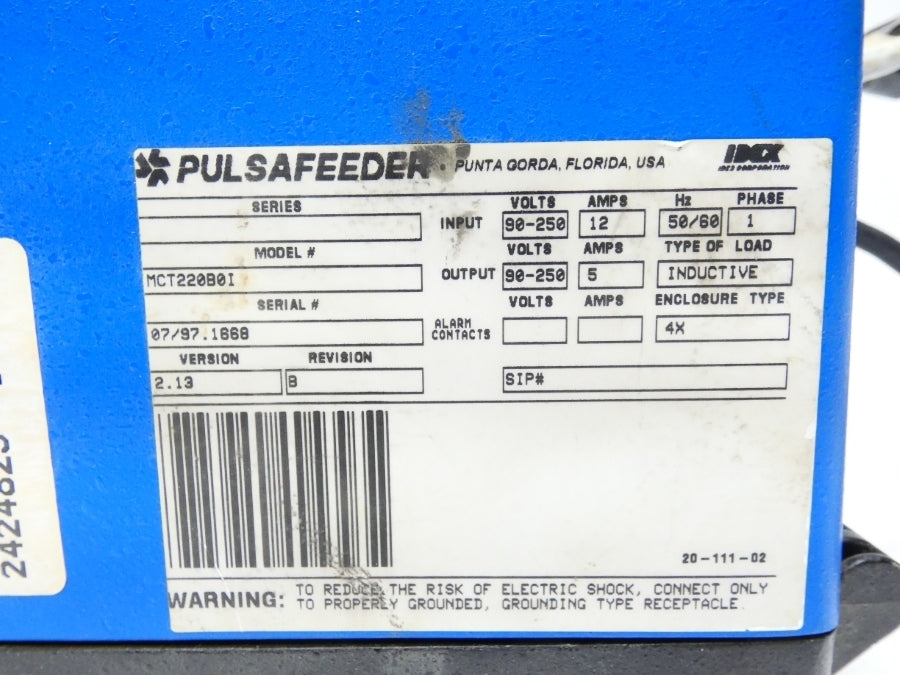 PULSAFEEDER · PUNTA GORDA, FLORIDA, USA IDEX
IDEX CORPORATION
SERIES
MODEL #
MCT220B0I
SERIAL #
07/97.1668
VERSION REVISION
2.13 B
VOLTS AMPS Hz PHASE
INPUT 90-250 12 50/60 1
VOLTS AMPS TYPE OF LOAD
OUTPUT 90-250 5 INDUCTIVE
VOLTS AMPS ENCLOSURE TYPE
ALARM
CONTACTS 4X
SIP#
20-111-02
WARNING: TO REDUCE THE RISK OF ELECTRIC SHOCK, CONNECT ONLY
TO PROPERLY GROUNDED, GROUNDING TYPE RECEPTACLE.